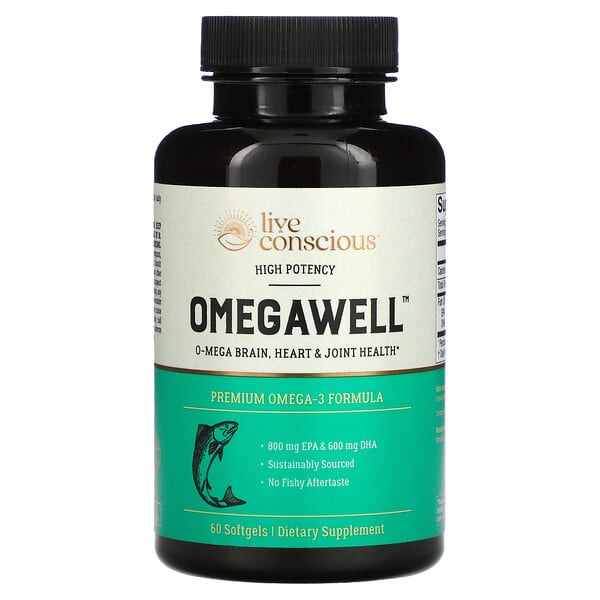 live
conscious™
HIGH POTENCY
OMEGAWELL™
O-MEGA BRAIN, HEART & JOINT HEALTH*
PREMIUM OMEGA-3 FORMULA
• 800 mg EPA & 600 mg DHA
• Sustainably Sourced
• No Fishy Aftertaste
60 Softgels | Dietary Supplement